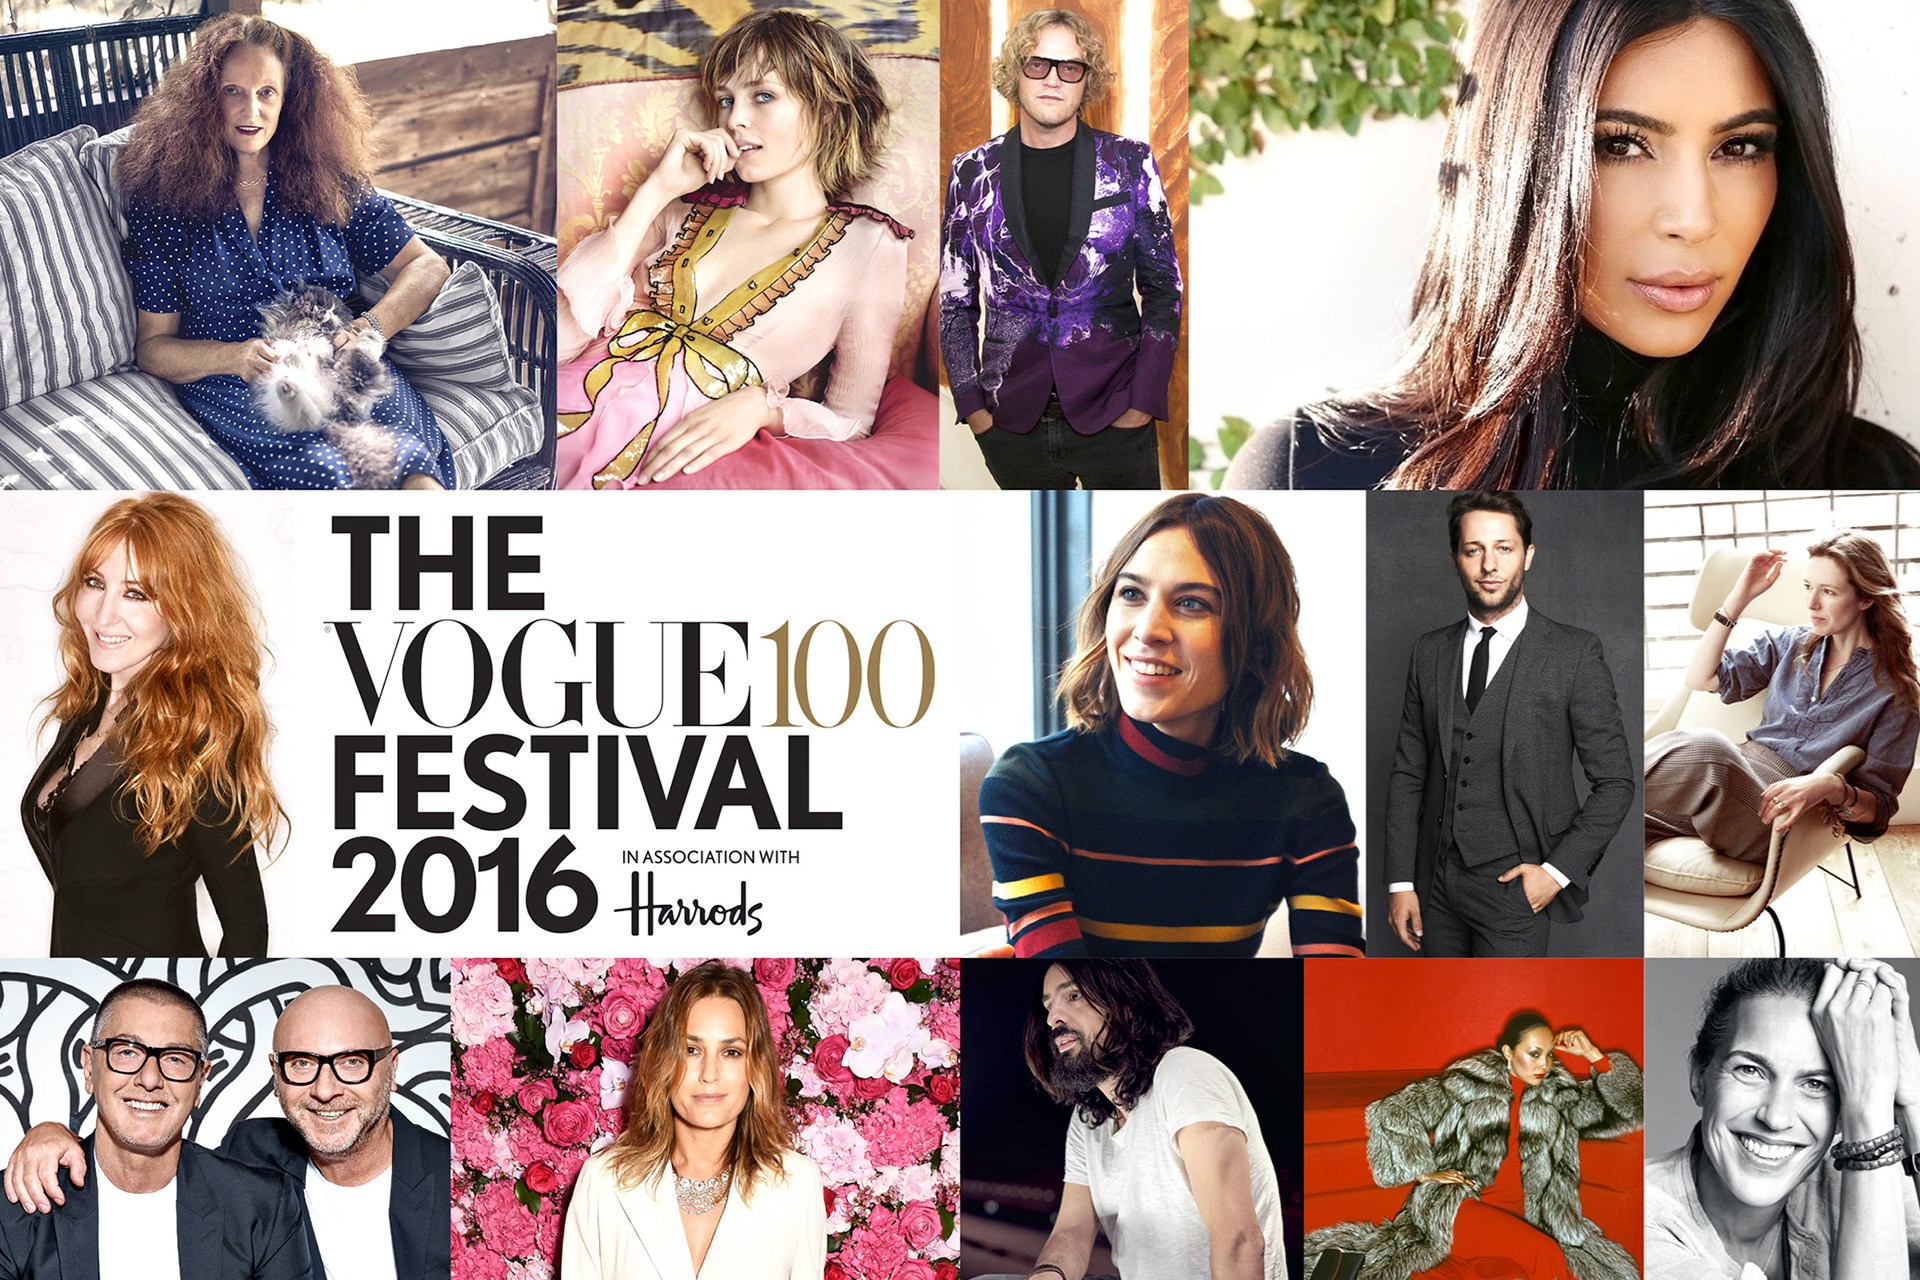 THE
®VOGUE100
FESTIVAL
2016
IN ASSOCIATION WITH
Harrods